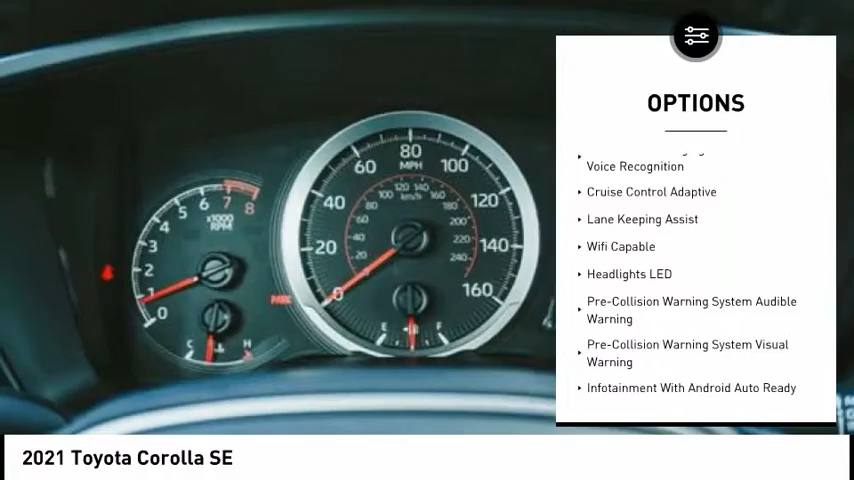 OPTIONS
Voice Recognition
Cruise Control Adaptive
Lane Keeping Assist
Wifi Capable
Headlights LED
Pre-Collision Warning System Audible
Warning
Pre-Collision Warning System Visual
Warning
Infotainment With Android Auto Ready
0
1
2
3
4
5
6
7
8
x1000
RPM
C
H
0
20
40
60
80
100
120
140
160
MPH
20
40
60
80
100
120
140
160
180
200
220
240
km/h
PARK
E
F
2021 Toyota Corolla SE